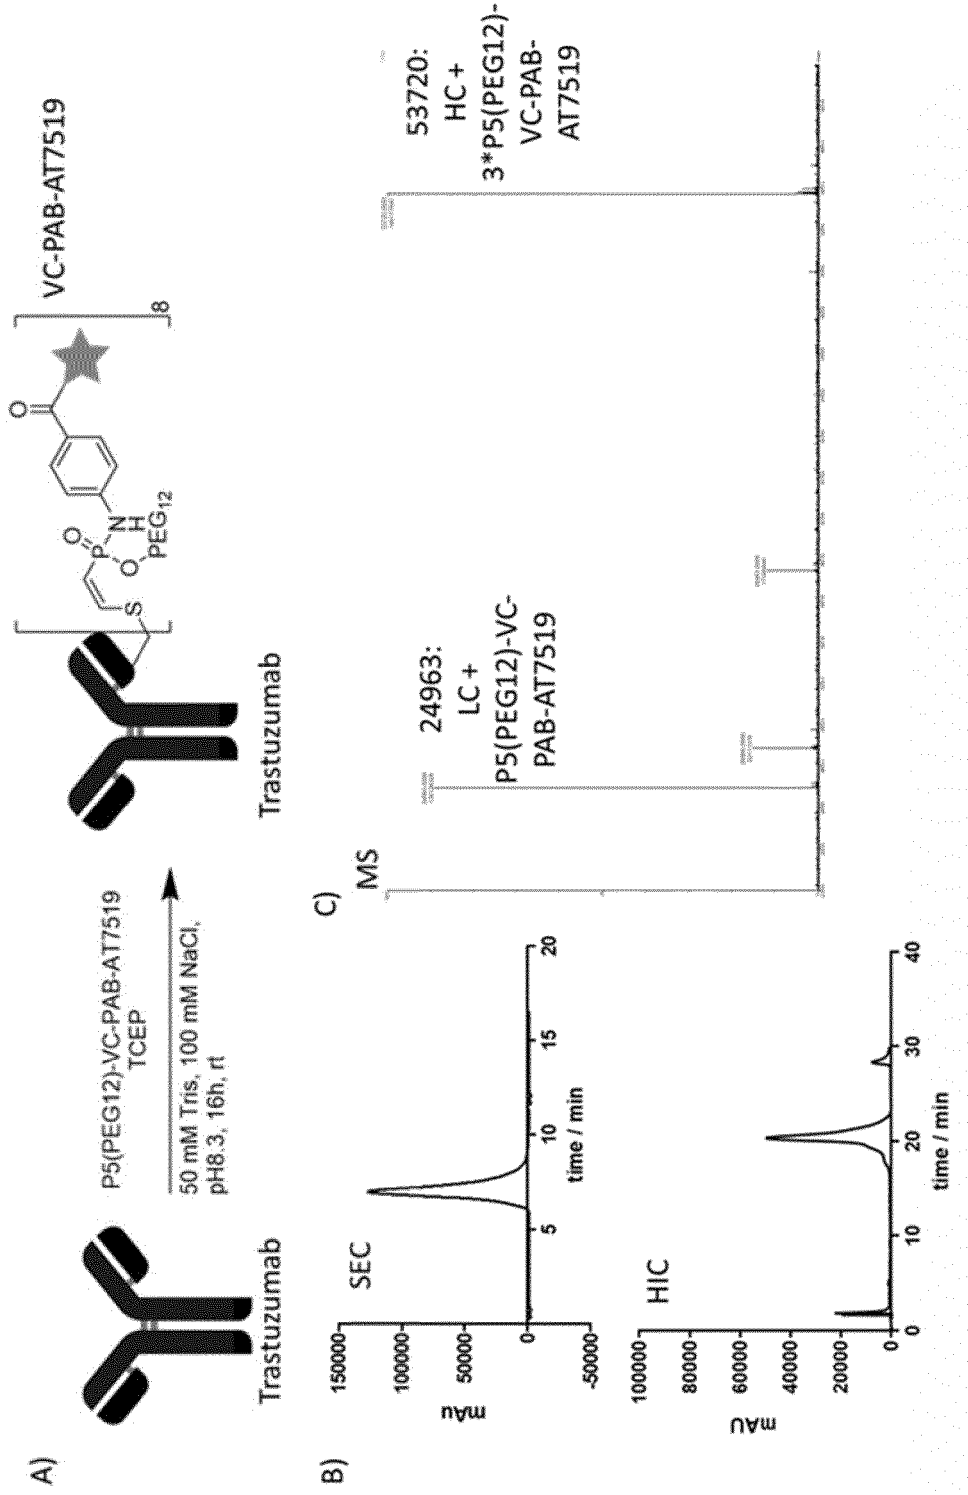 A)
P5(PEG12)-VC-PAB-AT7519
TCEP
50 mM Tris, 100 mM NaCl,
pH8.3, 16h, rt
Trastuzumab
Trastuzumab
S
P
O
O
N
H
PEG12
O
8
VC-PAB-AT7519
B)
SEC
mAu
150000
100000
50000
0
-50000
5
10
15
20
time / min
HIC
mAU
100000
80000
60000
40000
20000
0
0
10
20
30
40
time / min
C)
MS
24963:
LC +
P5(PEG12)-VC-
PAB-AT7519
53720:
HC +
3*P5(PEG12)-
VC-PAB-
AT7519